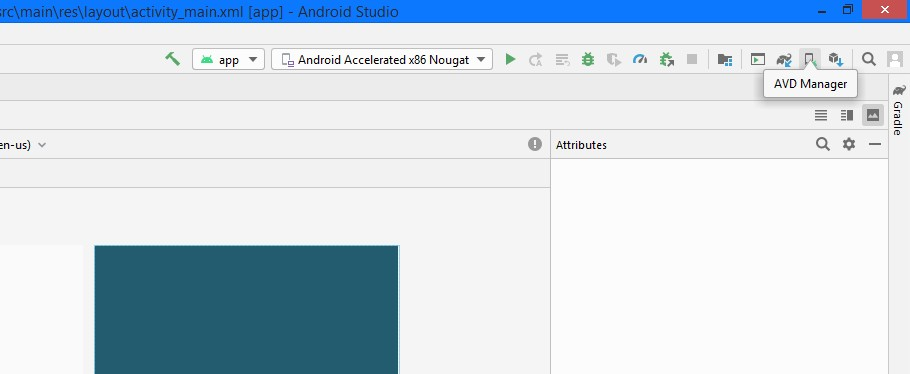 src\main\res\layout\activity_main.xml [app] - Android Studio
app
Android Accelerated x86 Nougat
AVD Manager
Gradle
en-us)
Attributes